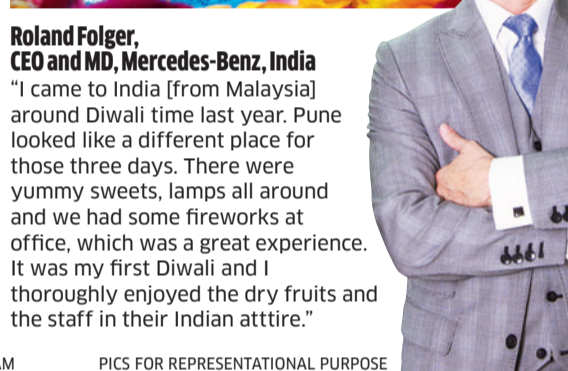 Roland Folger,
CEO and MD, Mercedes-Benz, India
“I came to India [from Malaysia]
around Diwali time last year. Pune
looked like a different place for
those three days. There were
yummy sweets, lamps all around
and we had some fireworks at
office, which was a great experience.
It was my first Diwali and I
thoroughly enjoyed the dry fruits and
the staff in their Indian atttire.”
PICS FOR REPRESENTATIONAL PURPOSE